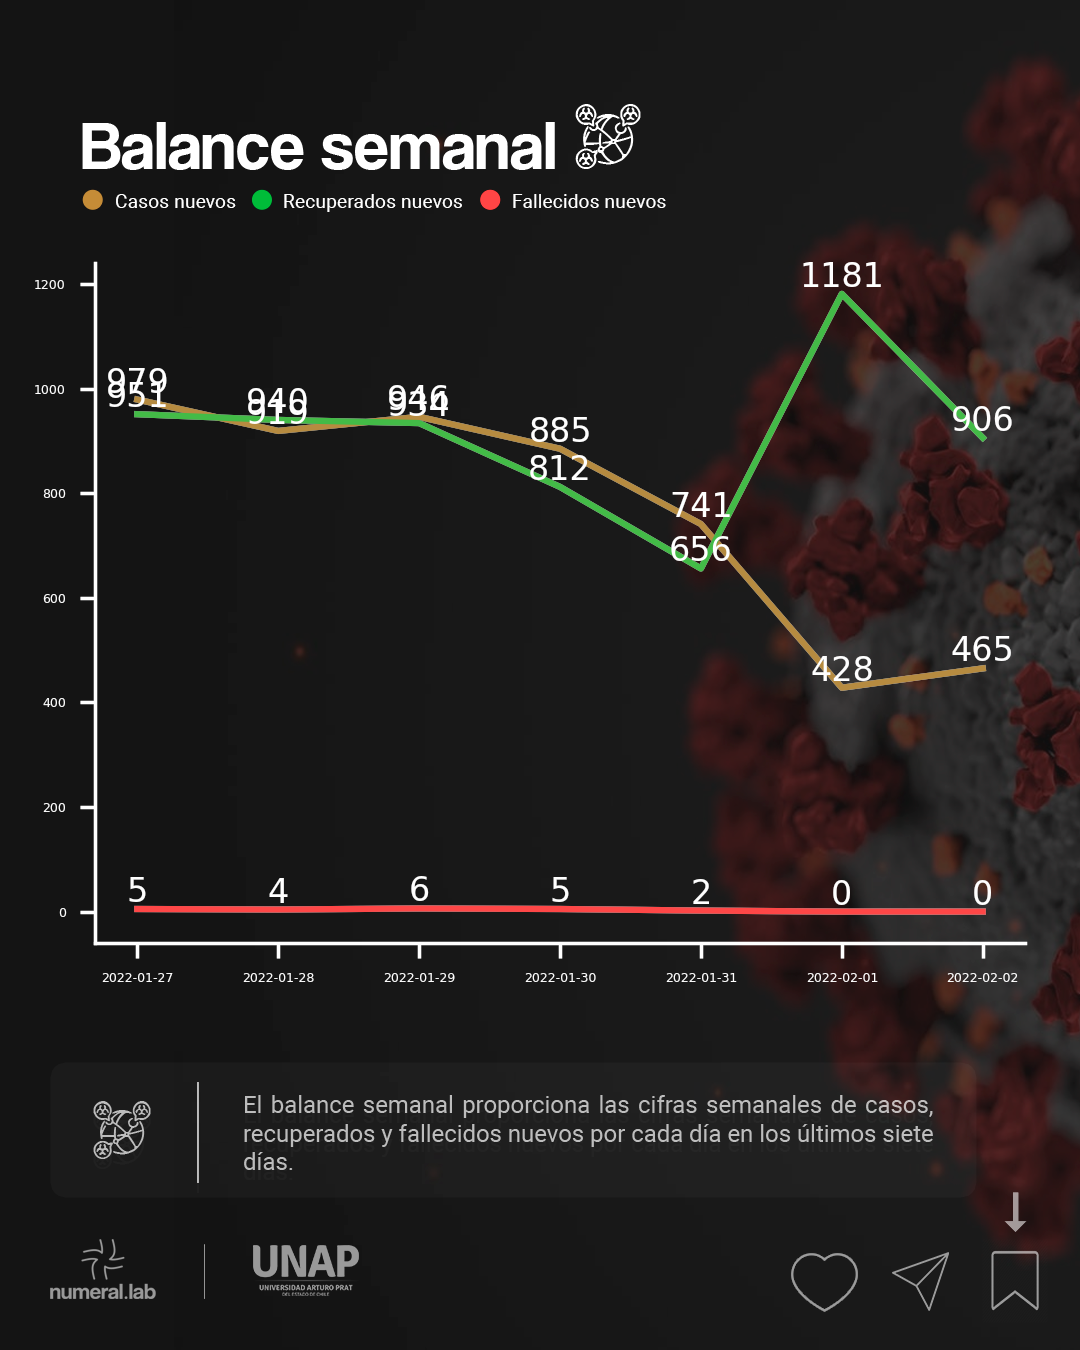 Balance semanal
Casos nuevos Recuperados nuevos Fallecidos nuevos
1200
1000
800
600
400
200
0
979
951
940
919
946
934
885
812
741
656
1181
906
428
465
5 4 6 5 2 0 0
2022-01-27 2022-01-28 2022-01-29 2022-01-30 2022-01-31 2022-02-01 2022-02-02
El balance semanal proporciona las cifras semanales de casos,
recuperados y fallecidos nuevos por cada día en los últimos siete
días.
numeral.lab
UNAP
UNIVERSIDAD ARTURO PRAT
DEL ESTADO DE CHILE